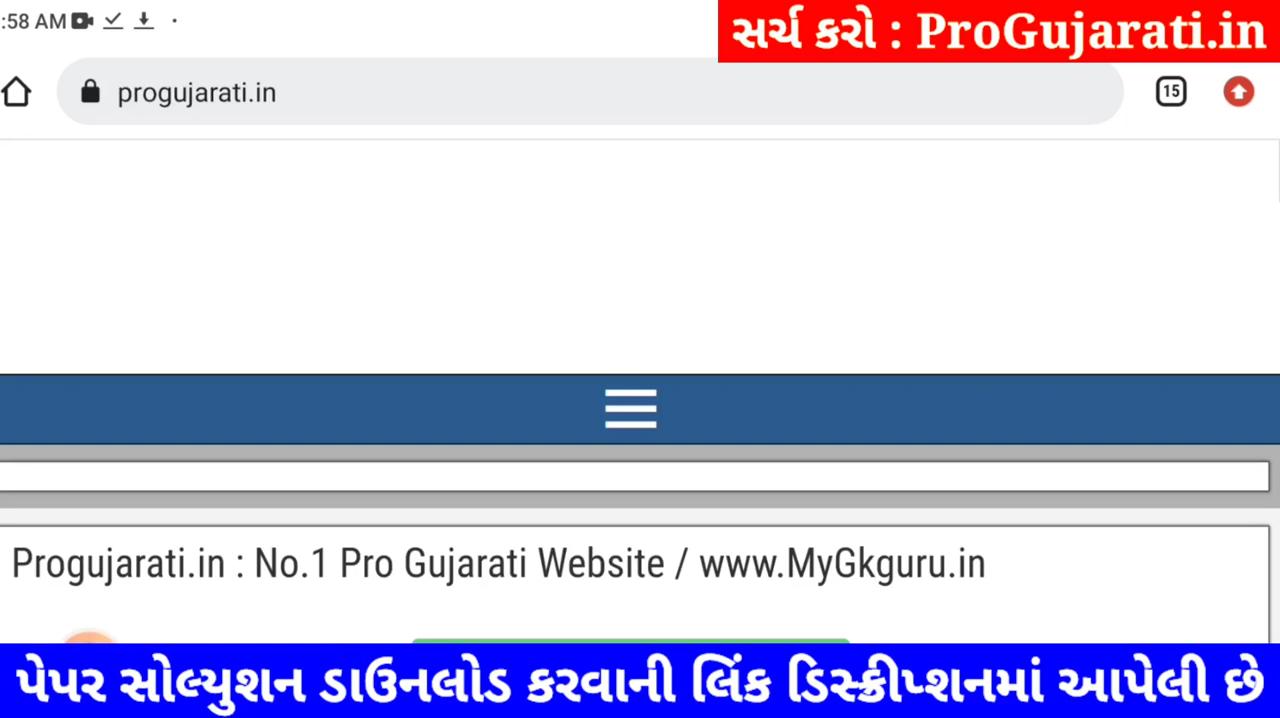 :58 AM
સર્ચ કરો : ProGujarati.in
progujarati.in
15
Progujarati.in : No.1 Pro Gujarati Website / www.MyGkguru.in
પેપર સોલ્યુશન ડાઉનલોડ કરવાની લિંક ડિસ્ક્રીપ્શનમાં આપેલી છે